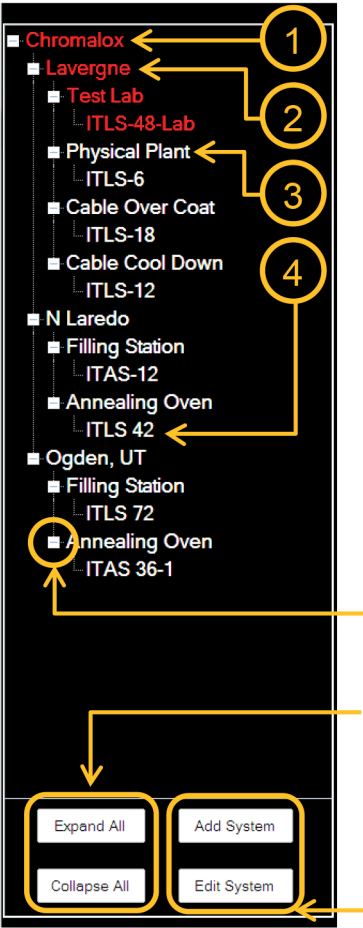 Chromalox
1
Lavergne
Test Lab
2
ITLS-48-Lab
Physical Plant
ITLS-6
3
Cable Over Coat
ITLS-18
Cable Cool Down
4
ITLS-12
N Laredo
Filling Station
ITAS-12
Annealing Oven
ITLS 42
Ogden, UT
Filling Station
ITLS 72
Annealing Oven
ITAS 36-1
Expand All
Add System
Collapse All
Edit System